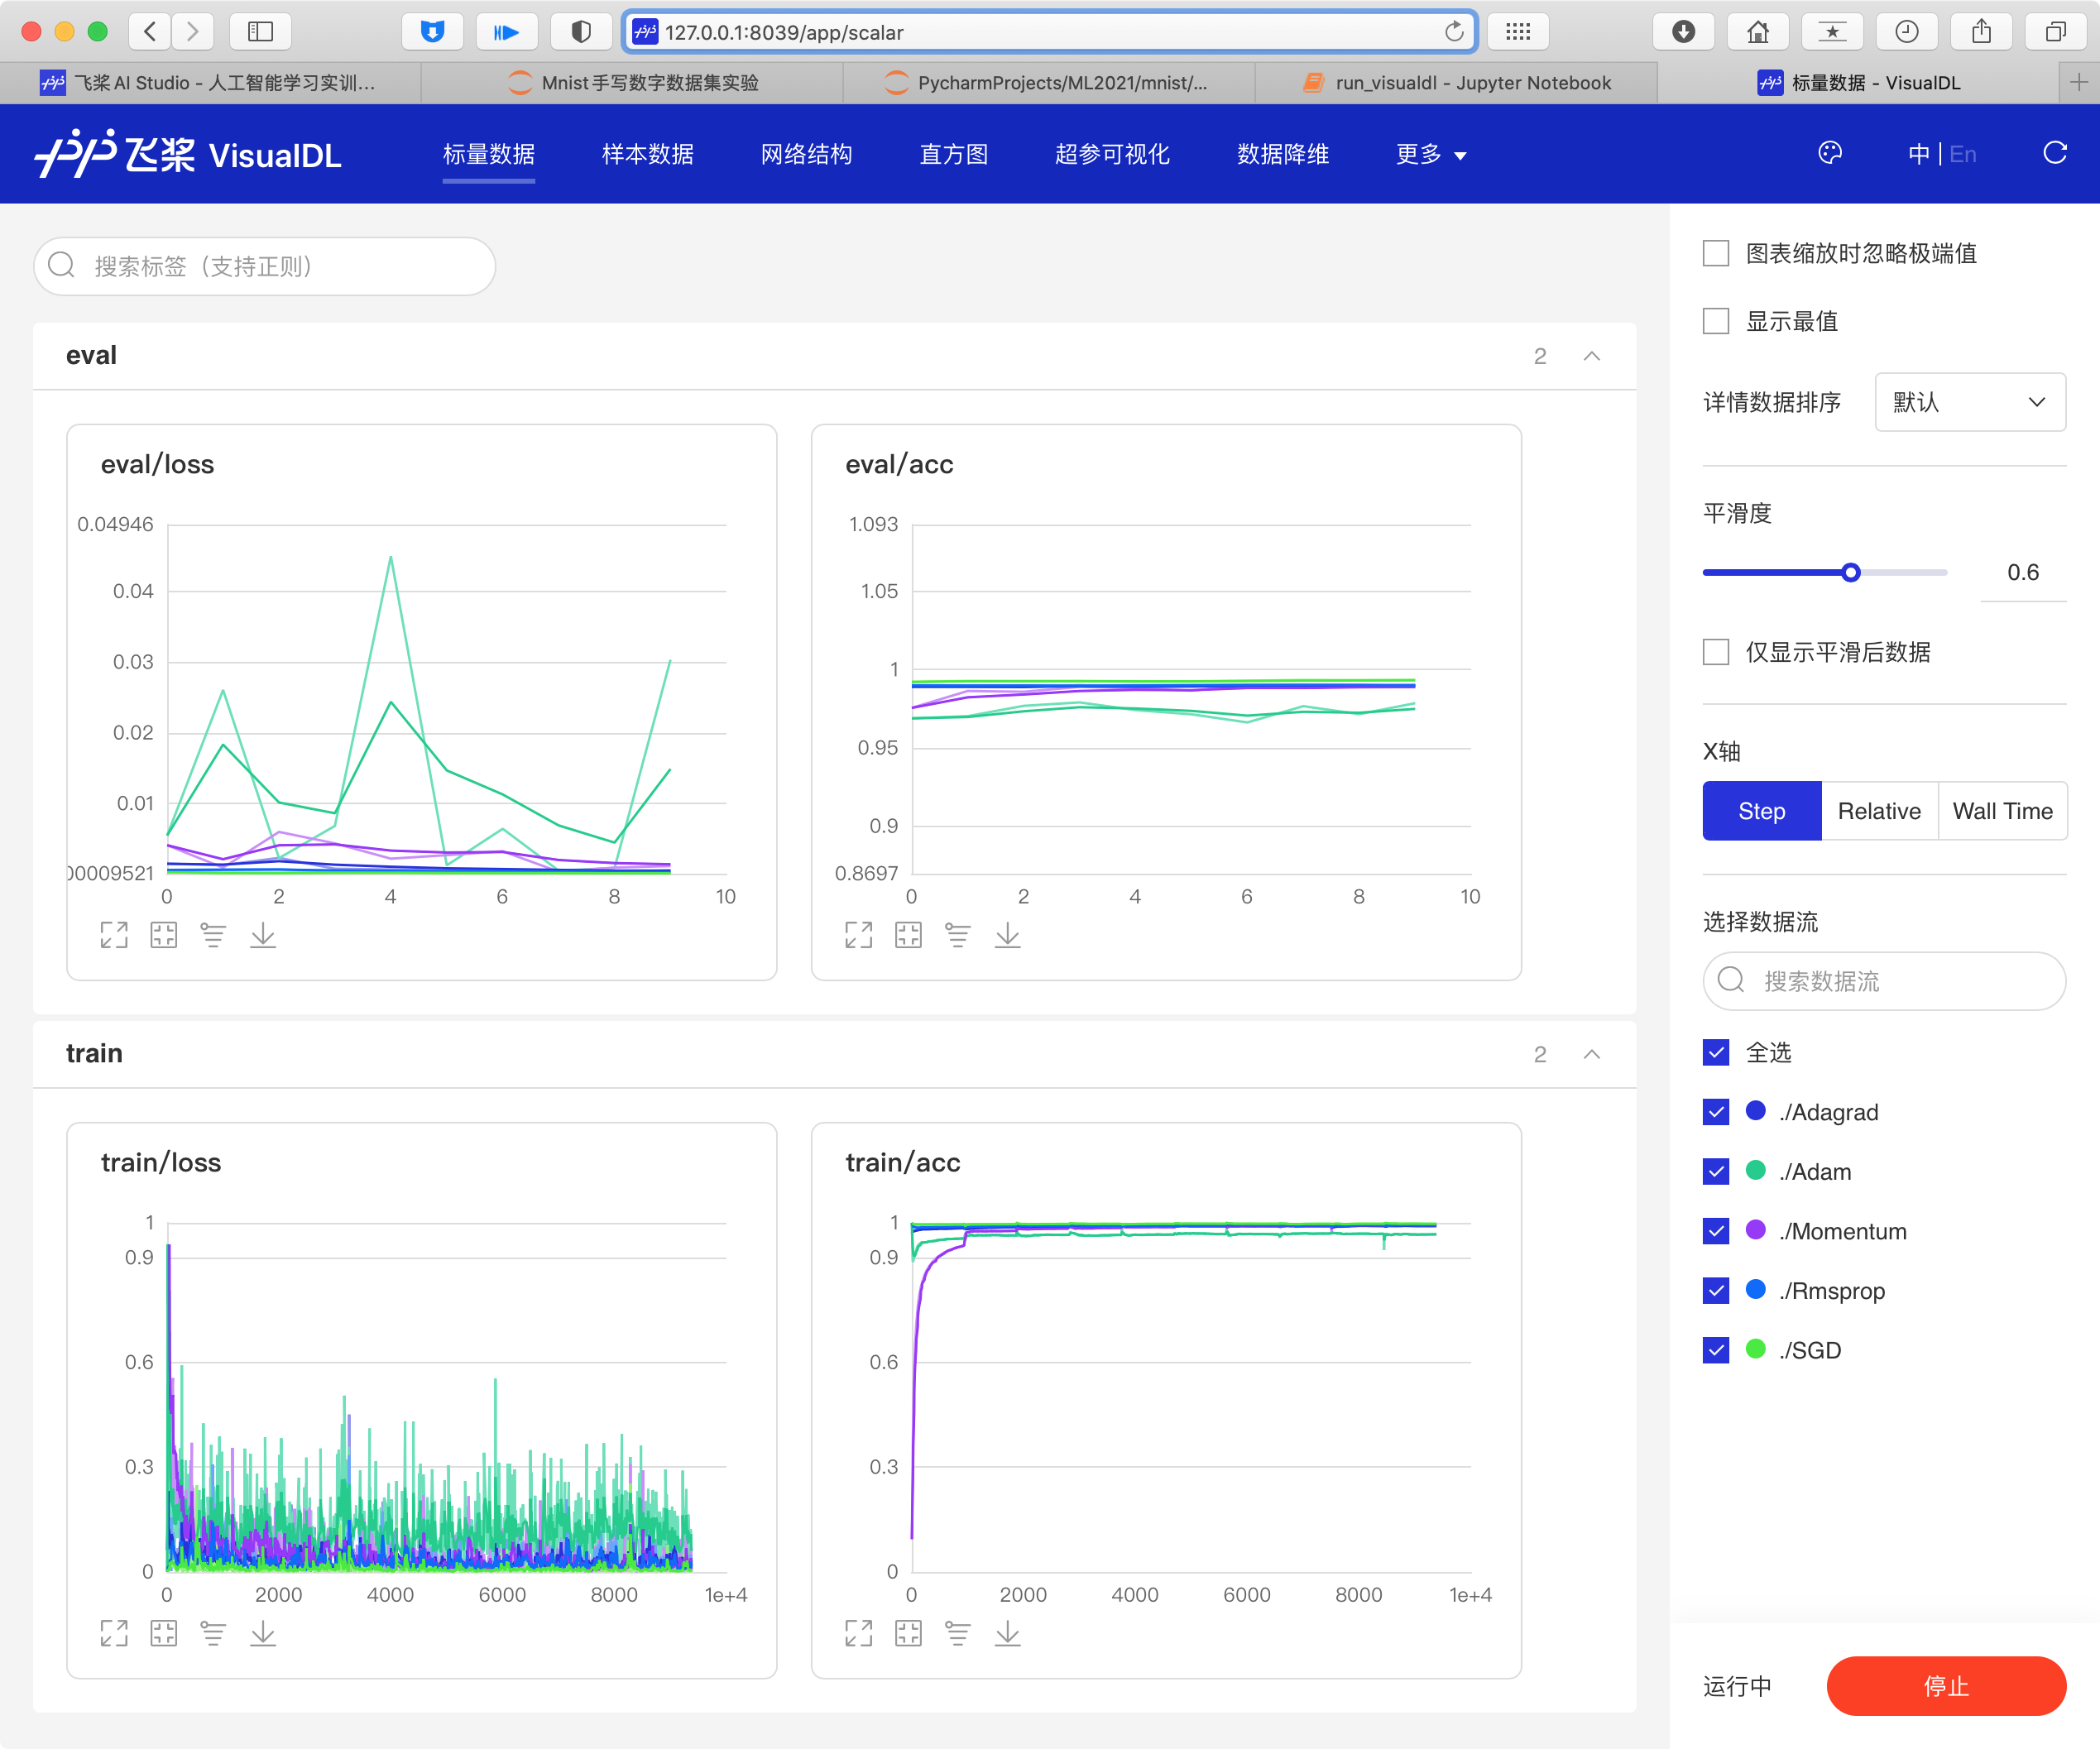 127.0.0.1:8039/app/scalar
飞桨 AI Studio - 人工智能学习实训...
Mnist手写数字数据集实验
PycharmProjects/ML2021/mnist/...
run_visualdl - Jupyter Notebook
标量数据 - VisualDL
飞桨 VisualDL
标量数据
样本数据
网络结构
直方图
超参可视化
数据降维
更多
中 | En
搜索标签（支持正则）
eval
2
eval/loss
0.04946
0.04
0.03
0.02
0.01
00009521
0 2 4 6 8 10
eval/acc
1.093
1.05
1
0.95
0.9
0.8697
0 2 4 6 8 10
train
2
train/loss
1
0.9
0.6
0.3
0
0 2000 4000 6000 8000 1e+4
train/acc
1
0.9
0.6
0.3
0
0 2000 4000 6000 8000 1e+4
图表缩放时忽略极端值
显示最值
详情数据排序
默认
平滑度
0.6
仅显示平滑后数据
X轴
Step Relative Wall Time
选择数据流
搜索数据流
全选
./Adagrad
./Adam
./Momentum
./Rmsprop
./SGD
运行中
停止